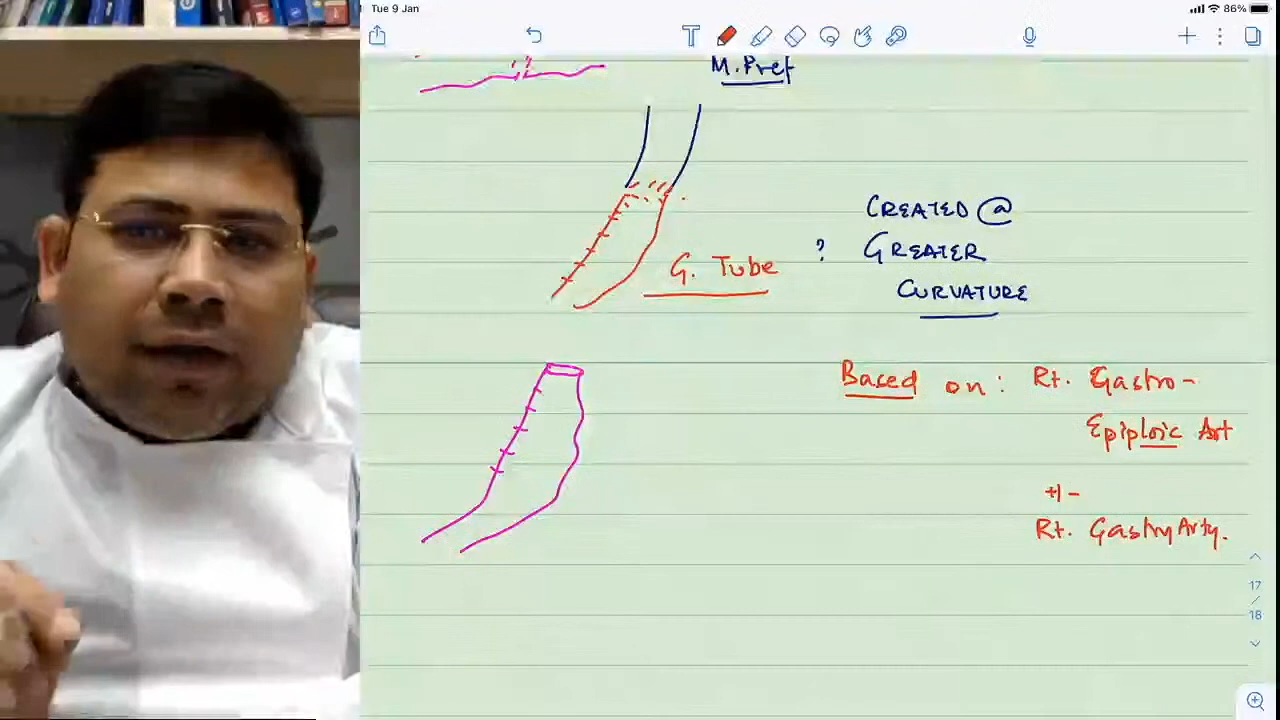 Tue 9 Jan
86%
M. Pref
CREATED @
? GREATER
CURVATURE
G. Tube
Based on: Rt. Gastro-
Epiploic Art
+/-
Rt. Gastry Arty.
17
/
18